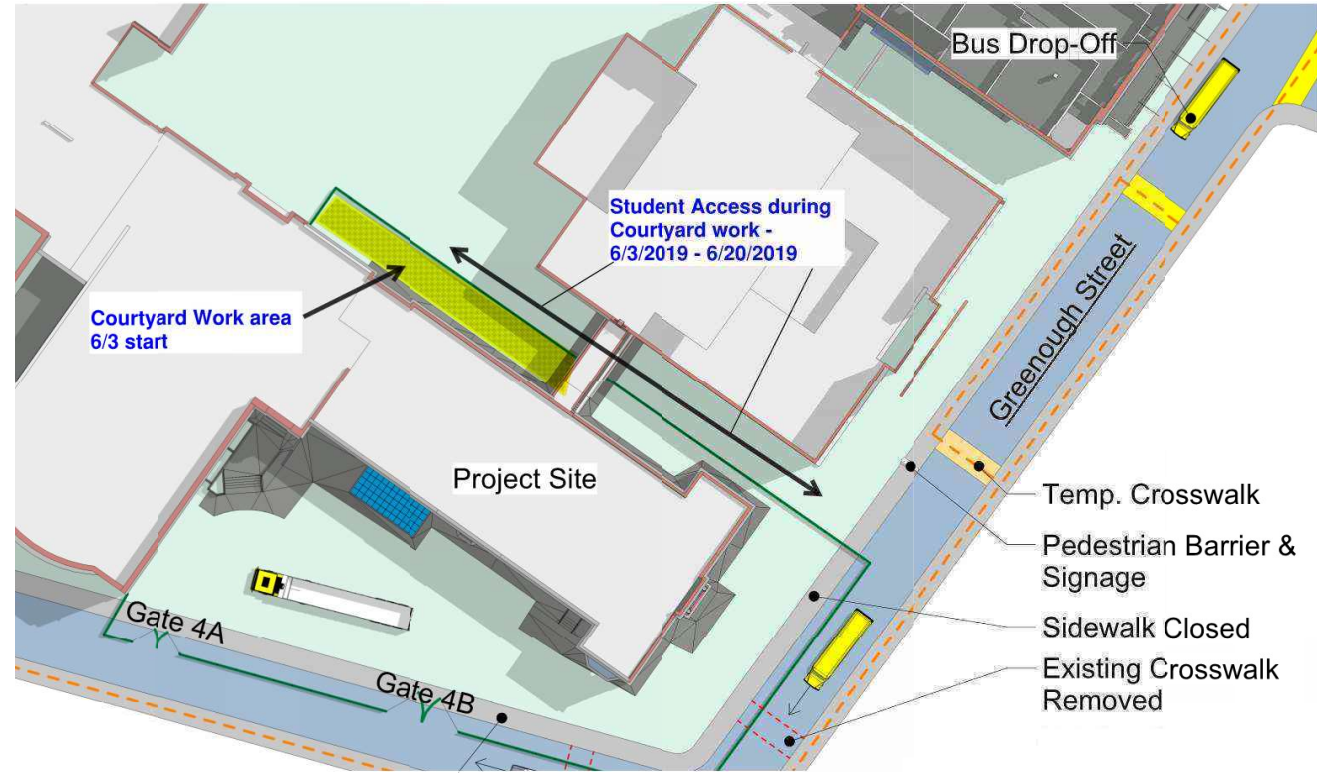 Bus Drop-Off
Student Access during
Courtyard work -
6/3/2019 - 6/20/2019
Courtyard Work area
6/3 start
Greenough Street
Project Site
Temp. Crosswalk
Pedestrian Barrier &
Signage
Sidewalk Closed
Existing Crosswalk
Removed
Gate 4A
Gate 4B